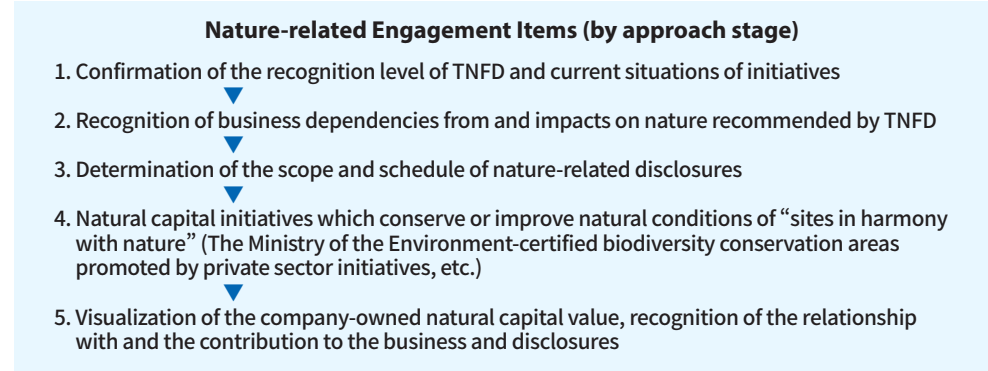 Nature-related Engagement Items (by approach stage)
1. Confirmation of the recognition level of TNFD and current situations of initiatives
2. Recognition of business dependencies from and impacts on nature recommended by TNFD
3. Determination of the scope and schedule of nature-related disclosures
4. Natural capital initiatives which conserve or improve natural conditions of “sites in harmony
with nature” (The Ministry of the Environment-certified biodiversity conservation areas
promoted by private sector initiatives, etc.)
5. Visualization of the company-owned natural capital value, recognition of the relationship
with and the contribution to the business and disclosures